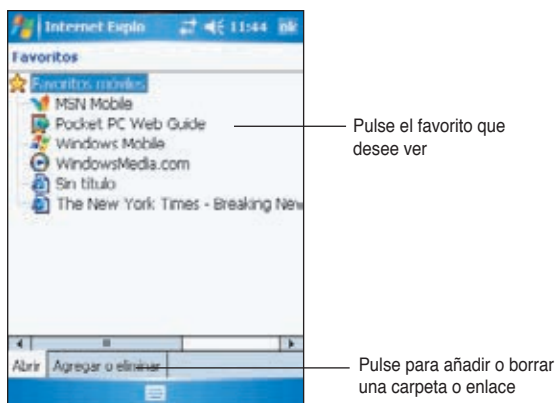 Internet Explo 11:44 ok
Favoritos
Favoritos móviles
MSN Mobile
Pocket PC Web Guide
Windows Mobile
WindowsMedia.com
Sin título
The New York Times - Breaking New
Pulse el favorito que
desee ver
Abrir Agregar o eliminar
Pulse para añadir o borrar
una carpeta o enlace